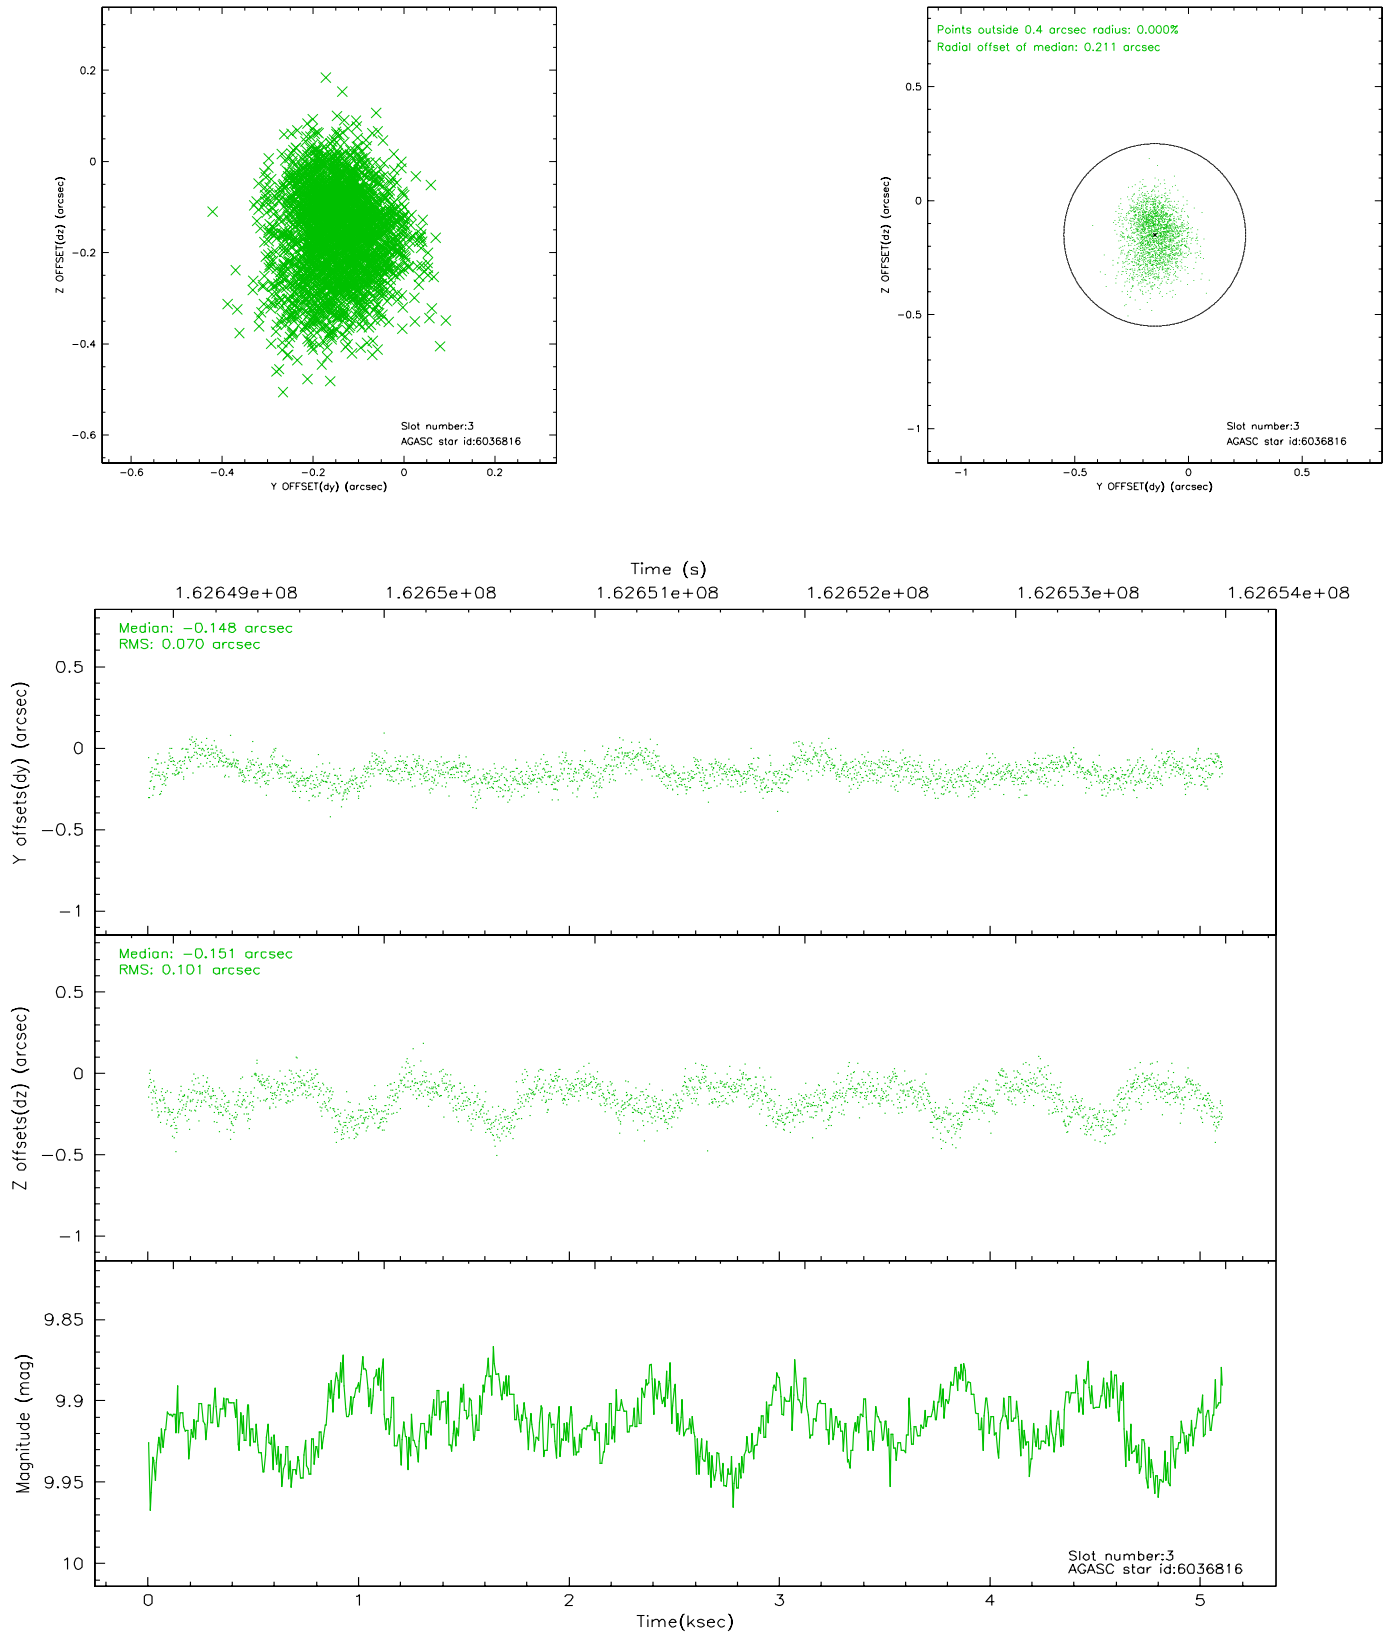 0.2
0
-0.2
-0.4
-0.6
Z OFFSET(dz) (arcsec)
Slot number:3
AGASC star id:6036816
-0.6 -0.4 -0.2 0 0.2
Y OFFSET(dy) (arcsec)
Points outside 0.4 arcsec radius: 0.000%
Radial offset of median: 0.211 arcsec
0.5
0
-0.5
-1
Z OFFSET(dz) (arcsec)
Slot number:3
AGASC star id:6036816
-1 -0.5 0 0.5
Y OFFSET(dy) (arcsec)
Time (s)
1.62649e+08 1.6265e+08 1.62651e+08 1.62652e+08 1.62653e+08 1.62654e+08
Median: -0.148 arcsec
RMS: 0.070 arcsec
0.5
0
-0.5
-1
Y offsets(dy) (arcsec)
Median: -0.151 arcsec
RMS: 0.101 arcsec
0.5
0
-0.5
-1
Z offsets(dz) (arcsec)
9.85
9.9
9.95
10
Magnitude (mag)
Slot number:3
AGASC star id:6036816
0 1 2 3 4 5
Time(ksec)